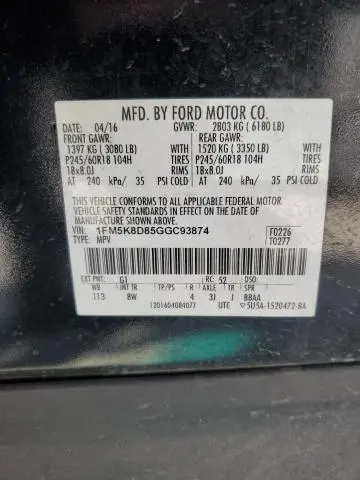 MFD. BY FORD MOTOR CO.
DATE: 04/16 GVWR: 2803 KG ( 6180 LB)
FRONT GAWR: REAR GAWR:
1397 KG ( 3080 LB) WITH 1520 KG ( 3350 LB) WITH
P245/60R18 104H TIRES P245/60R18 104H TIRES
18x8.0J RIMS 18x8.0J RIMS
AT 240 kPa/ 35 PSI COLD AT 240 kPa/ 35 PSI COLD
THIS VEHICLE CONFORMS TO ALL APPLICABLE FEDERAL MOTOR
VEHICLE SAFETY STANDARDS IN EFFECT ON THE DATE OF
MANUFACTURE SHOWN ABOVE.
VIN: 1FM5K8D85GGC93874 F0226
TYPE: MPV T0277
EXT PNT: G1 RC: 52 DSO:
WB INT TR TP/PS R AXLE TR SPR
113 BW 4 3J J BBAA
1201604084077 UTC 5U5A-1520472-BA